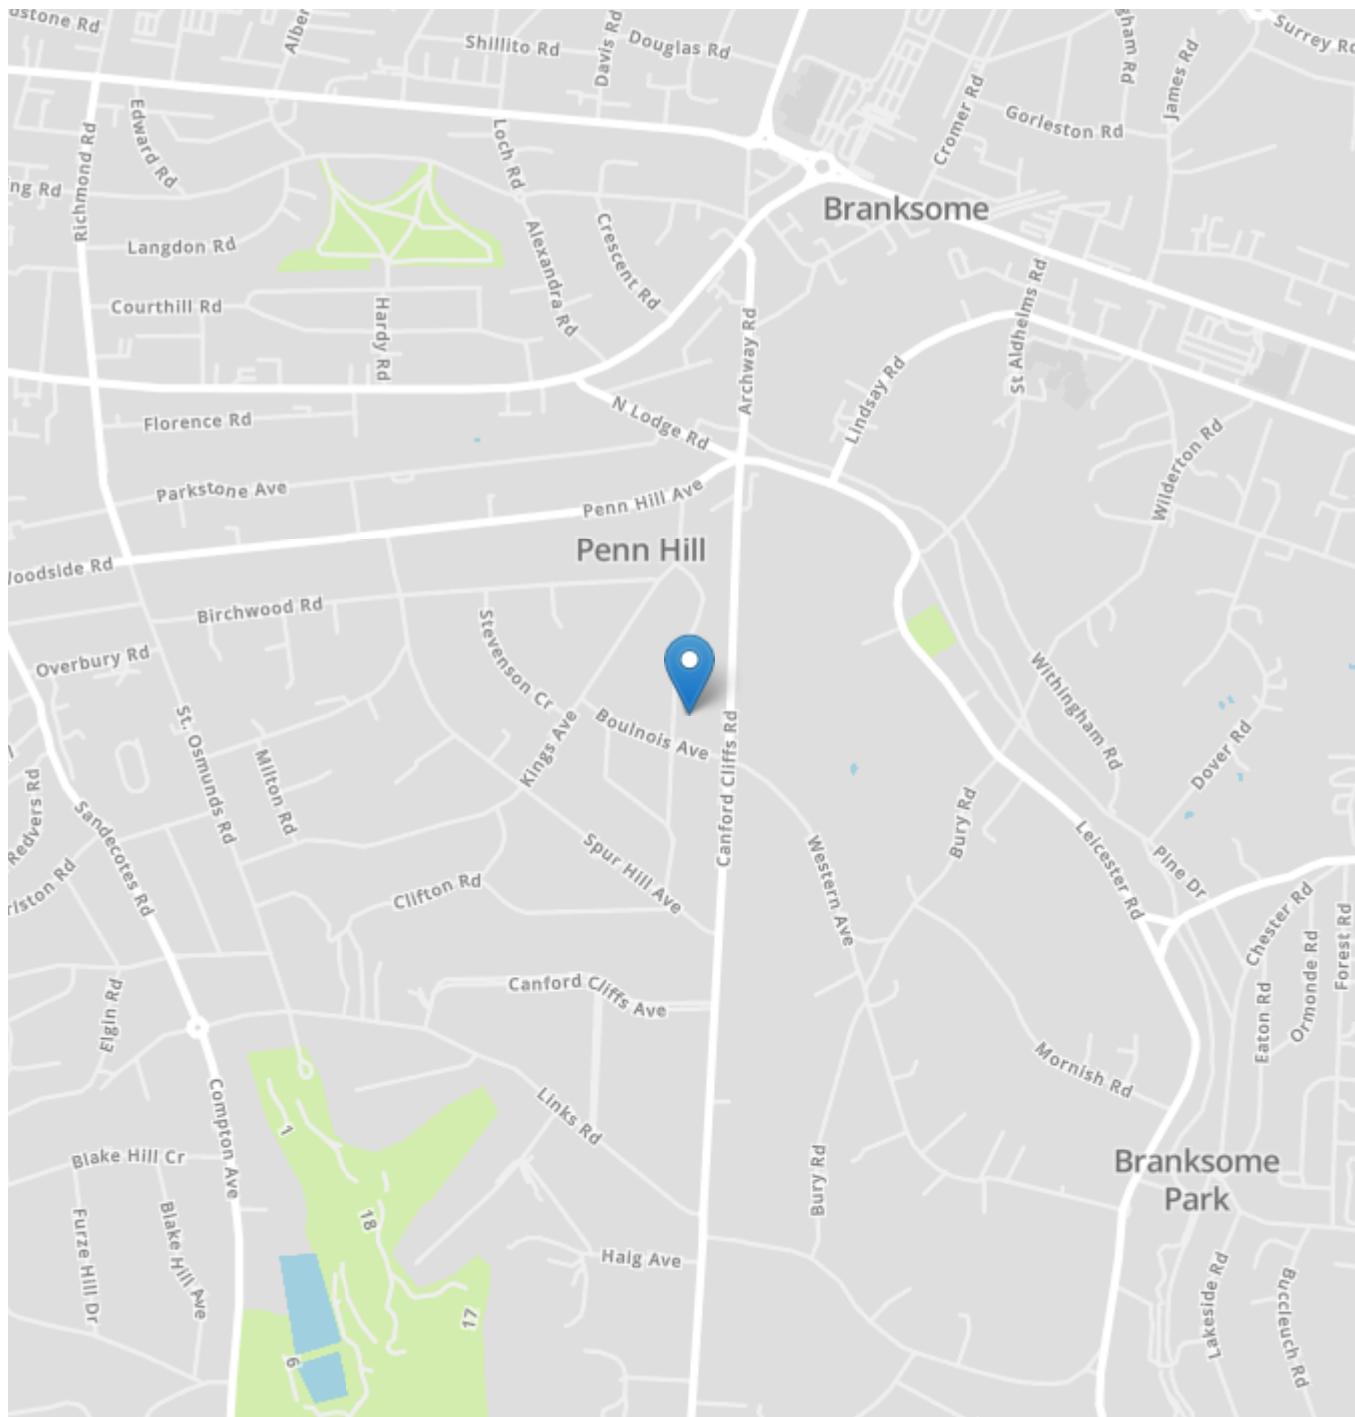 Shillito Rd
Davis Rd
Douglas Rd
James Rd
Surrey
Edward Rd
Richmond Rd
Loch Rd
Cromer Rd
Gorleston Rd
Branksome
Langdon Rd
Alexandra Rd
Crescent Rd
Courthill Rd
Hardy Rd
Archway Rd
St Aldhelms Rd
Lindsay Rd
Florence Rd
N Lodge Rd
Wilderton Rd
Parkstone Ave
Penn Hill Ave
Penn Hill
Woodside Rd
Birchwood Rd
Stevenson Cr
Overbury Rd
Withingham Rd
St. Osmunds Rd
Boulnois Ave
Kings Ave
Milton Rd
Canford Cliffs Rd
Dover Rd
Redvers Rd
Sandecotes Rd
Bury Rd
Western Ave
Leicester Rd
Pine Dr
Spur Hill Ave
Clifton Rd
Chester Rd
Ormonde Rd
Forest Rd
Eaton Rd
Canford Cliffs Ave
Elgin Rd
Mornish Rd
Links Rd
Compton Ave
1
Blake Hill Cr
Blake Hill Ave
Furze Hill Dr
18
Bury Rd
Branksome
Park
Haig Ave
17
6
Lakeside Rd
Buccleuch Rd